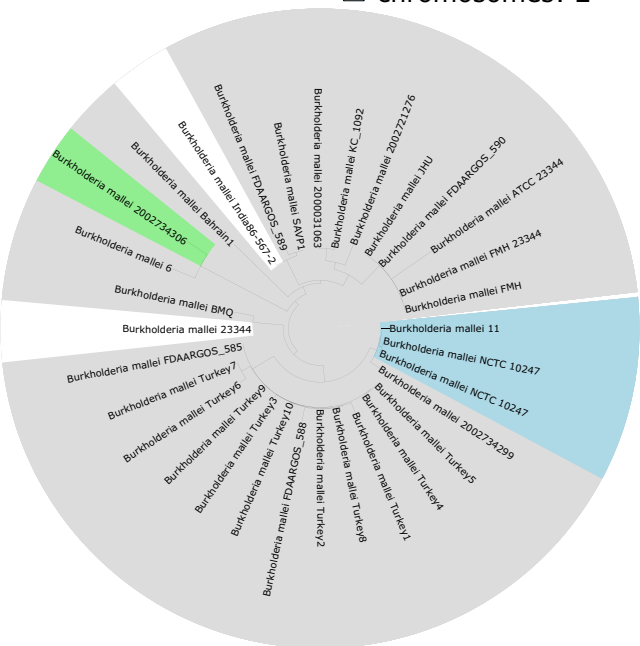 chromosomes: 2
Burkholderia mallei FDAARGOS_589
Burkholderia mallei SAVP1
Burkholderia mallei 2000031063
Burkholderia mallei KC_1092
Burkholderia mallei 2002721276
Burkholderia mallei JHU
Burkholderia mallei FDAARGOS_590
Burkholderia mallei ATCC 23344
Burkholderia mallei FMH 23344
Burkholderia mallei FMH
Burkholderia mallei 11
Burkholderia mallei NCTC 10247
Burkholderia mallei NCTC 10247
Burkholderia mallei 2002734299
Burkholderia mallei Turkey5
Burkholderia mallei Turkey4
Burkholderia mallei Turkey1
Burkholderia mallei Turkey8
Burkholderia mallei Turkey2
Burkholderia mallei FDAARGOS_588
Burkholderia mallei Turkey10
Burkholderia mallei Turkey3
Burkholderia mallei Turkey9
Burkholderia mallei Turkey6
Burkholderia mallei Turkey7
Burkholderia mallei FDAARGOS_585
Burkholderia mallei 23344
Burkholderia mallei BMQ
Burkholderia mallei 6
Burkholderia mallei 2002734306
Burkholderia mallei Bahrain1
Burkholderia mallei India86-567-2